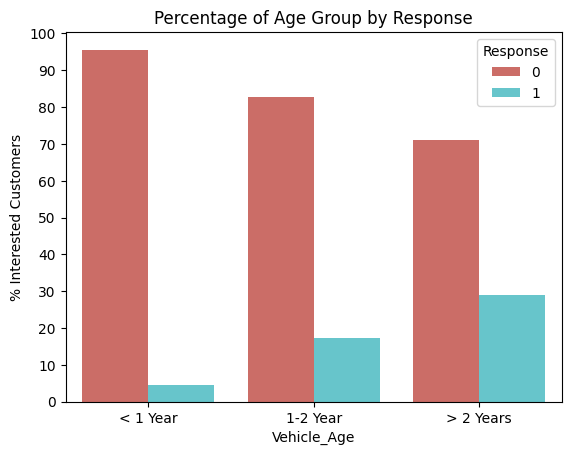 Percentage of Age Group by Response
Response
0
1
100
90
80
70
60
50
40
30
20
10
0
% Interested Customers
< 1 Year
1-2 Year
> 2 Years
Vehicle_Age